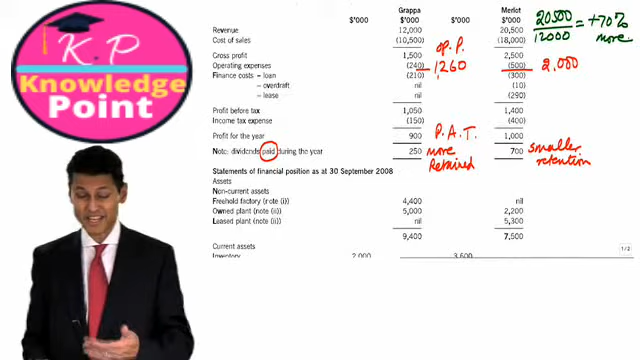 K.P
Knowledge
Point
Grappa Merlot
$'000 $'000 $'000 $'000
Revenue 12,000 20,500
Cost of sales (10,500) (18,000)
Gross profit 1,500 2,500
Operating expenses (240) (500)
Finance costs – loan (210) (300)
– overdraft nil (10)
– lease nil (290)
Profit before tax 1,050 1,400
Income tax expense (150) (400)
Profit for the year 900 1,000
Note: dividends paid during the year 250 700
Statements of financial position as at 30 September 2008
Assets
Non-current assets
Freehold factory (note (i)) 4,400 nil
Owned plant (note (ii)) 5,000 2,200
Leased plant (note (ii)) nil 5,300
9,400 7,500
Current assets
Inventory 2,000 3,600
20500
12000
= +70%
more
op. P.
1260
2,000
P.A.T.
more
Retained
smaller
retention
1/2